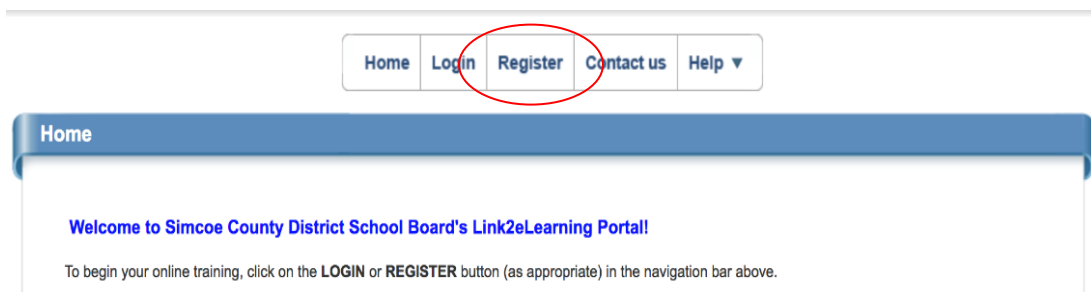 Home Login Register Contact us Help ▼
Home
Welcome to Simcoe County District School Board's Link2eLearning Portal!
To begin your online training, click on the LOGIN or REGISTER button (as appropriate) in the navigation bar above.